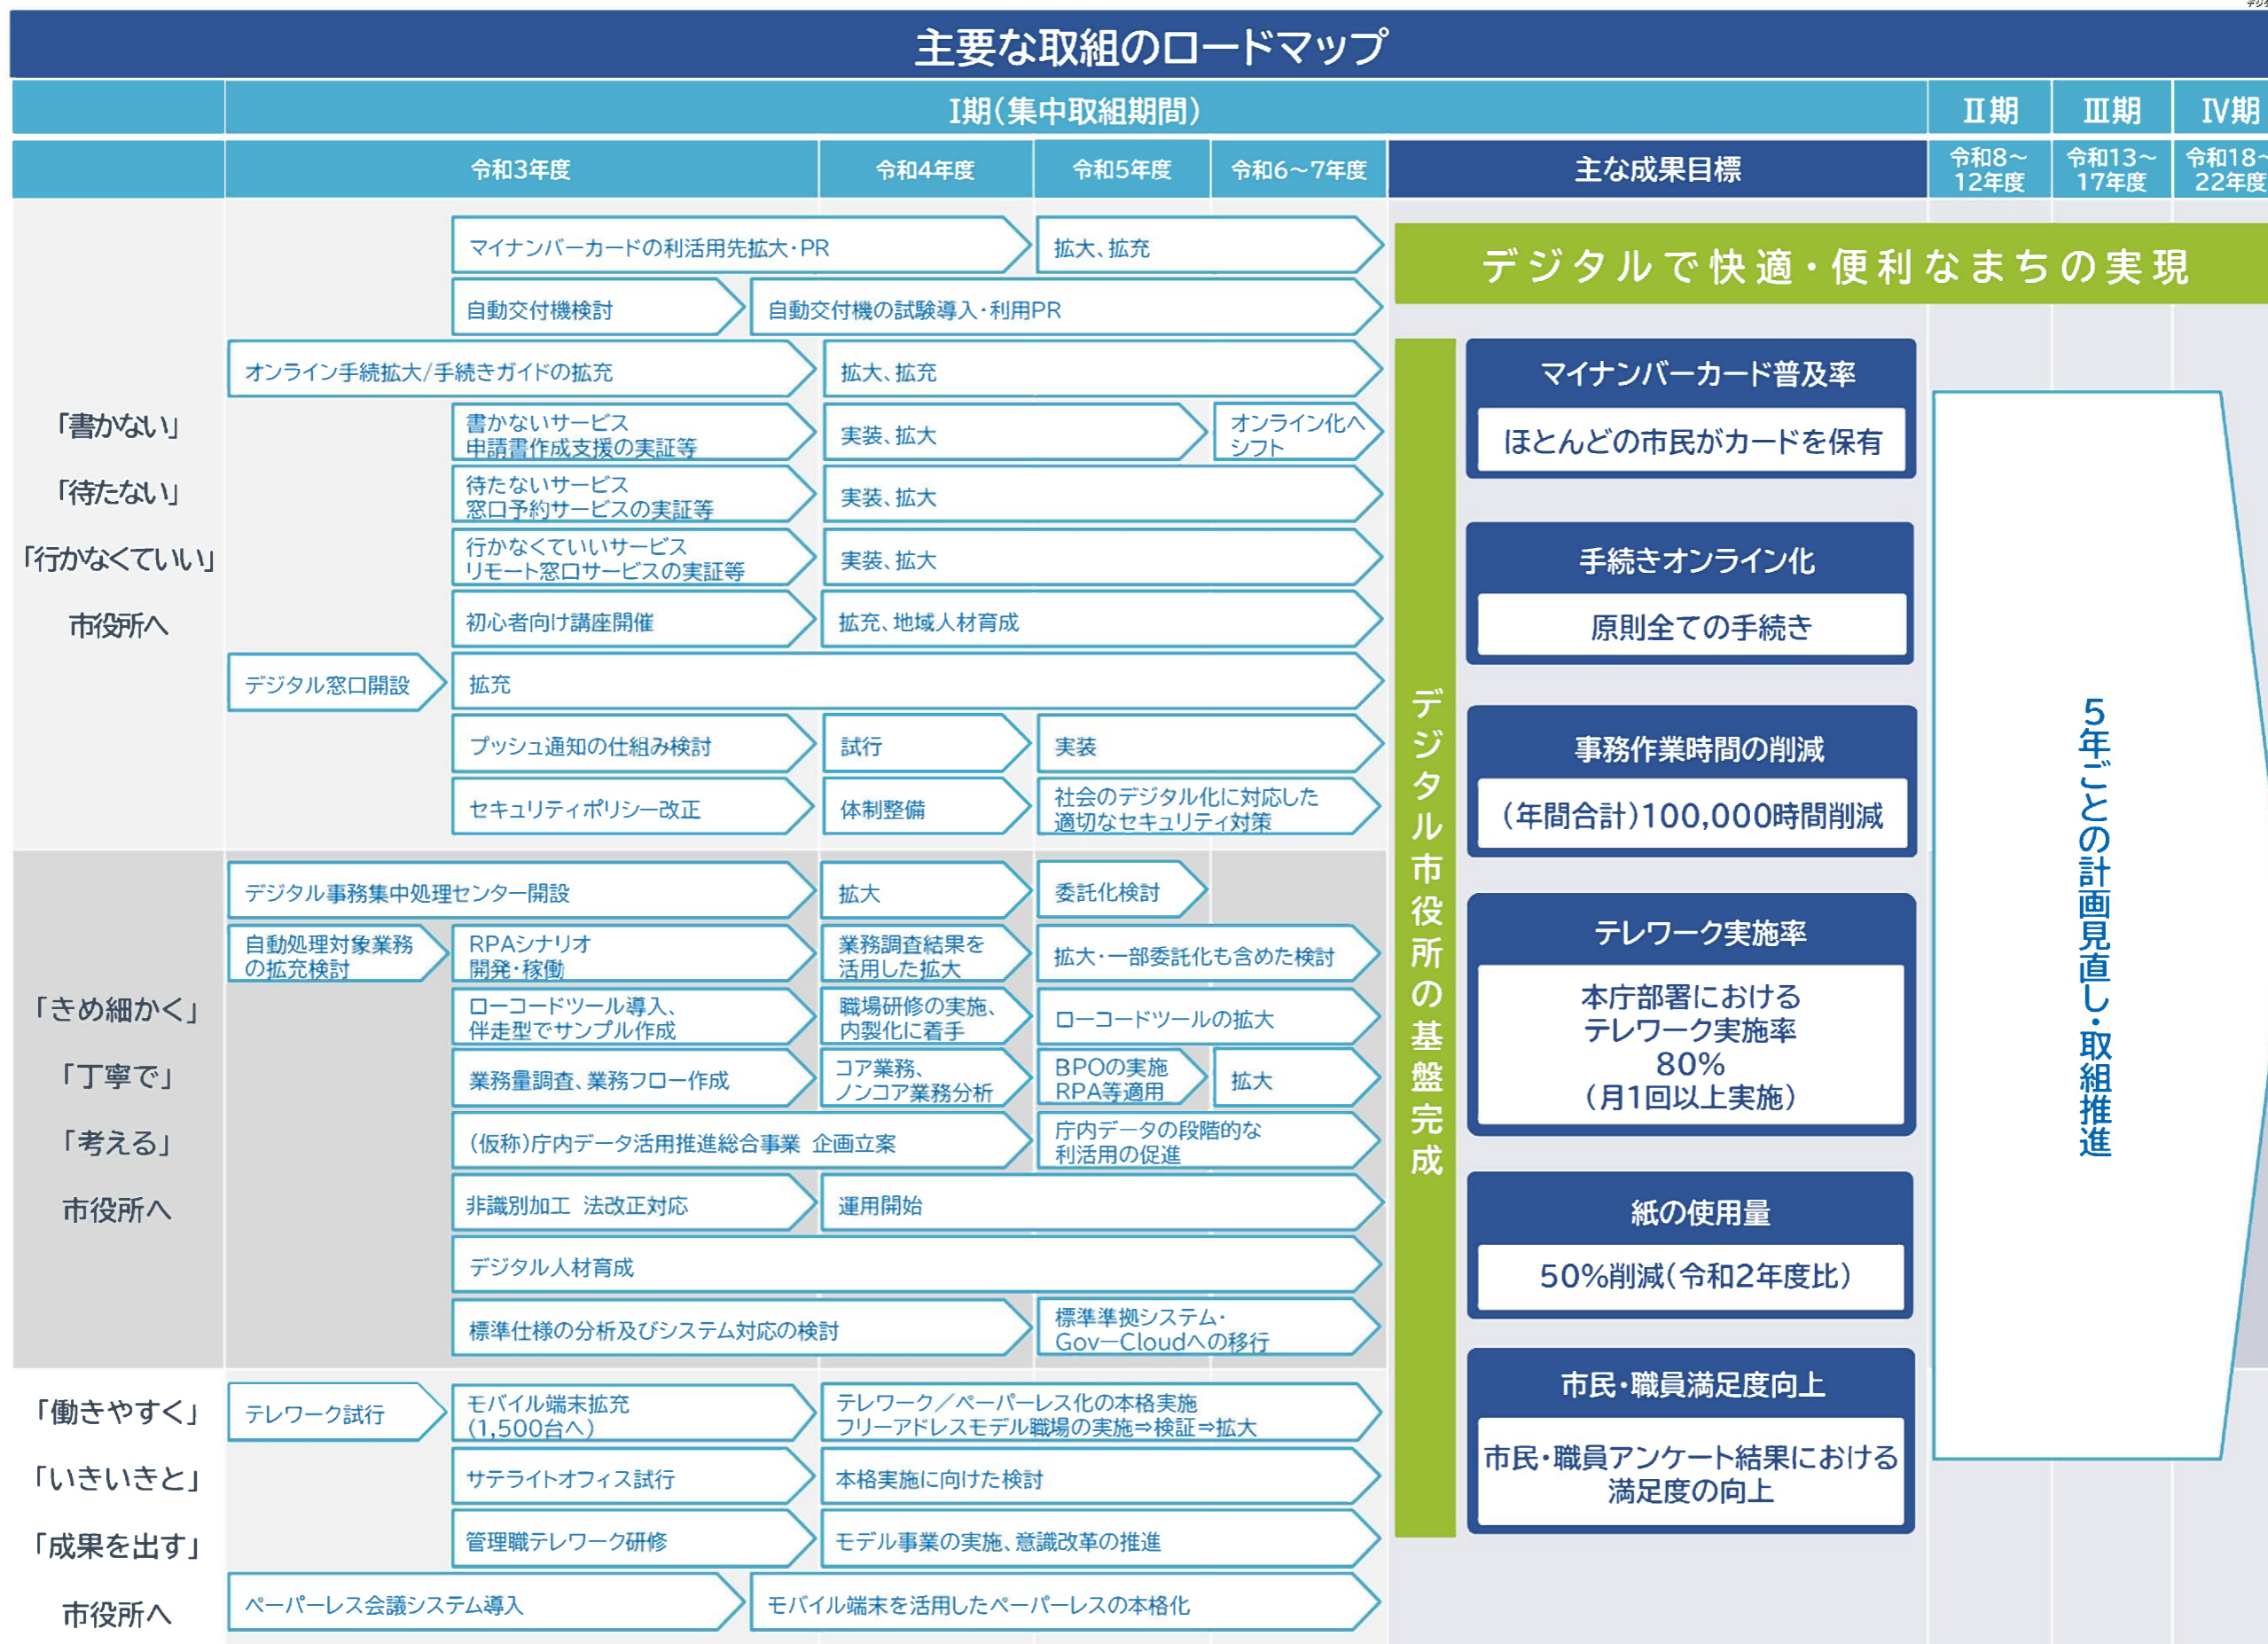 主要な取組のロードマップ
Ⅰ期(集中取組期間)
Ⅱ期
Ⅲ期
Ⅳ期
令和3年度
令和4年度
令和5年度
令和6～7年度
主な成果目標
令和8～
12年度
令和13～
17年度
令和18～
22年度
「書かない」
「待たない」
「行かなくていい」
市役所へ
マイナンバーカードの利活用先拡大・PR
拡大、拡充
自動交付機検討
自動交付機の試験導入・利用PR
オンライン手続拡大/手続きガイドの拡充
拡大、拡充
書かないサービス
申請書作成支援の実証等
実装、拡大
オンライン化へ
シフト
待たないサービス
窓口予約サービスの実証等
実装、拡大
行かなくていいサービス
リモート窓口サービスの実証等
実装、拡大
初心者向け講座開催
拡充、地域人材育成
デジタル窓口開設
拡充
プッシュ通知の仕組み検討
試行
実装
セキュリティポリシー改正
体制整備
社会のデジタル化に対応した
適切なセキュリティ対策
「きめ細かく」
「丁寧で」
「考える」
市役所へ
デジタル事務集中処理センター開設
拡大
委託化検討
自動処理対象業務
の拡充検討
RPAシナリオ
開発・稼働
業務調査結果を
活用した拡大
拡大・一部委託化も含めた検討
ローコードツール導入、
伴走型でサンプル作成
職場研修の実施、
内製化に着手
ローコードツールの拡大
業務量調査、業務フロー作成
コア業務、
ノンコア業務分析
BPOの実施
RPA等適用
拡大
(仮称)庁内データ活用推進総合事業 企画立案
庁内データの段階的な
利活用の促進
非識別加工 法改正対応
運用開始
デジタル人材育成
標準仕様の分析及びシステム対応の検討
標準準拠システム・
Gov－Cloudへの移行
「働きやすく」
「いきいきと」
「成果を出す」
市役所へ
テレワーク試行
モバイル端末拡充
(1,500台へ)
テレワーク／ペーパーレス化の本格実施
フリーアドレスモデル職場の実施⇒検証⇒拡大
サテライトオフィス試行
本格実施に向けた検討
管理職テレワーク研修
モデル事業の実施、意識改革の推進
ペーパーレス会議システム導入
モバイル端末を活用したペーパーレスの本格化
デジタルで快適・便利なまちの実現
デジタル市役所の基盤完成
マイナンバーカード普及率
ほとんどの市民がカードを保有
手続きオンライン化
原則全ての手続き
事務作業時間の削減
(年間合計)100,000時間削減
テレワーク実施率
本庁部署における
テレワーク実施率
80%
(月1回以上実施)
紙の使用量
50%削減(令和2年度比)
市民・職員満足度向上
市民・職員アンケート結果における
満足度の向上
5年ごとの計画見直し・取組推進